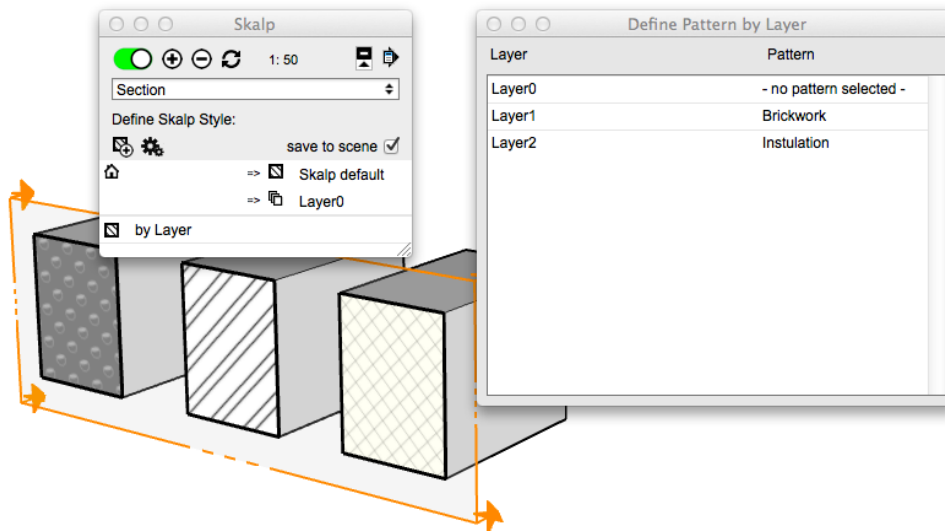 Skalp
1: 50
Section
Define Skalp Style:
save to scene
=> Skalp default
=> Layer0
by Layer
Define Pattern by Layer
Layer Pattern
Layer0 - no pattern selected -
Layer1 Brickwork
Layer2 Instulation